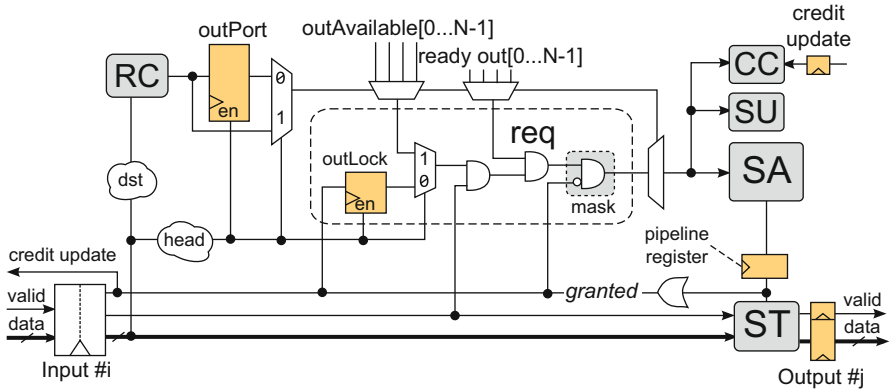 outPort
outAvailable[0...N-1]
ready out[0...N-1]
credit
update
RC
en
0
1
CC
SU
req
outLock
en
1
0
mask
SA
dst
head
pipeline
register
credit update
granted
valid
data
ST
valid
data
Input #i
Output #j